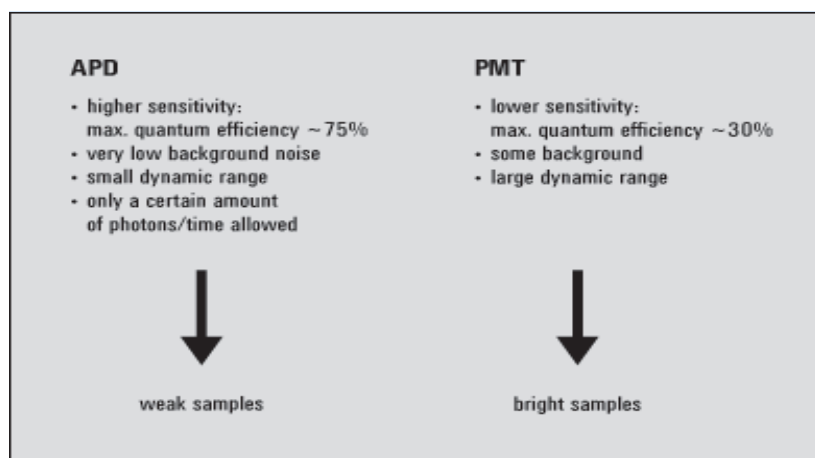 APD
• higher sensitivity:
max. quantum efficiency ~75%
• very low background noise
• small dynamic range
• only a certain amount
of photons/time allowed
weak samples
PMT
• lower sensitivity:
max. quantum efficiency ~30%
• some background
• large dynamic range
bright samples